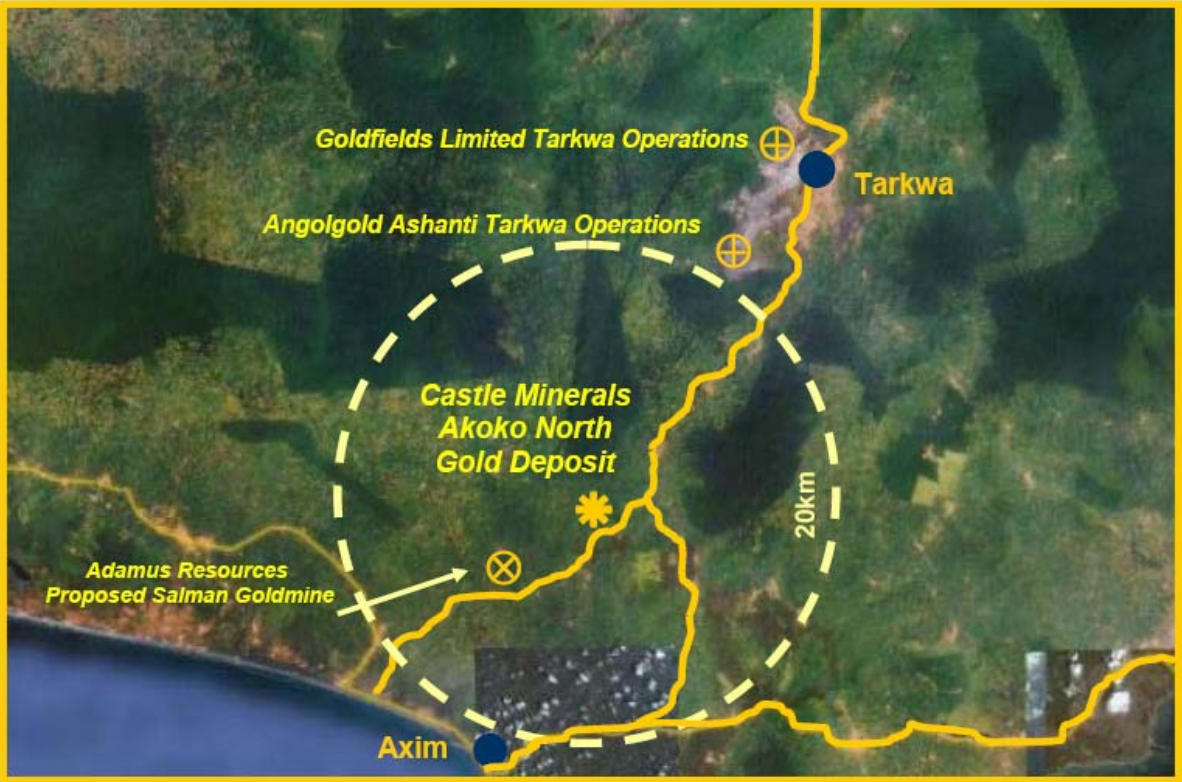 Goldfields Limited Tarkwa Operations
Tarkwa
Angolgold Ashanti Tarkwa Operations
Castle Minerals
Akoko North
Gold Deposit
20km
Adamus Resources
Proposed Salman Goldmine
Axim